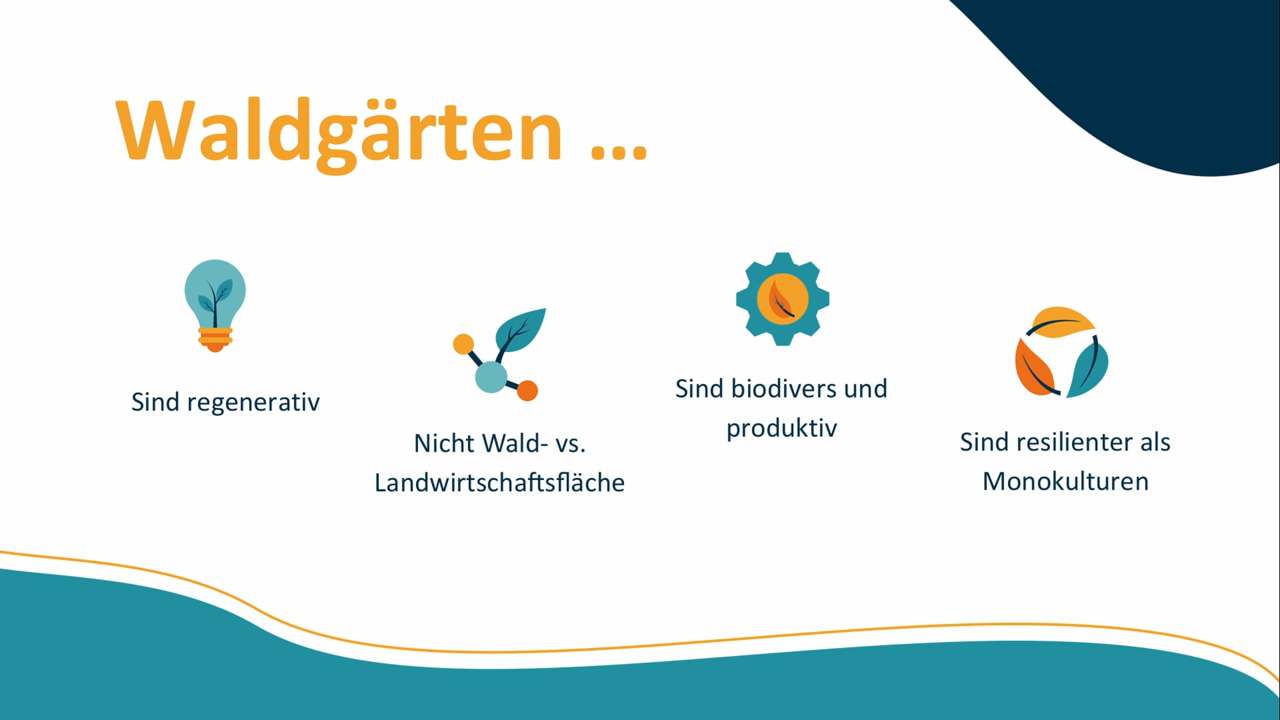 Waldgärten ...
Sind regenerativ
Nicht Wald- vs.
Landwirtschaftsfläche
Sind biodivers und
produktiv
Sind resilienter als
Monokulturen